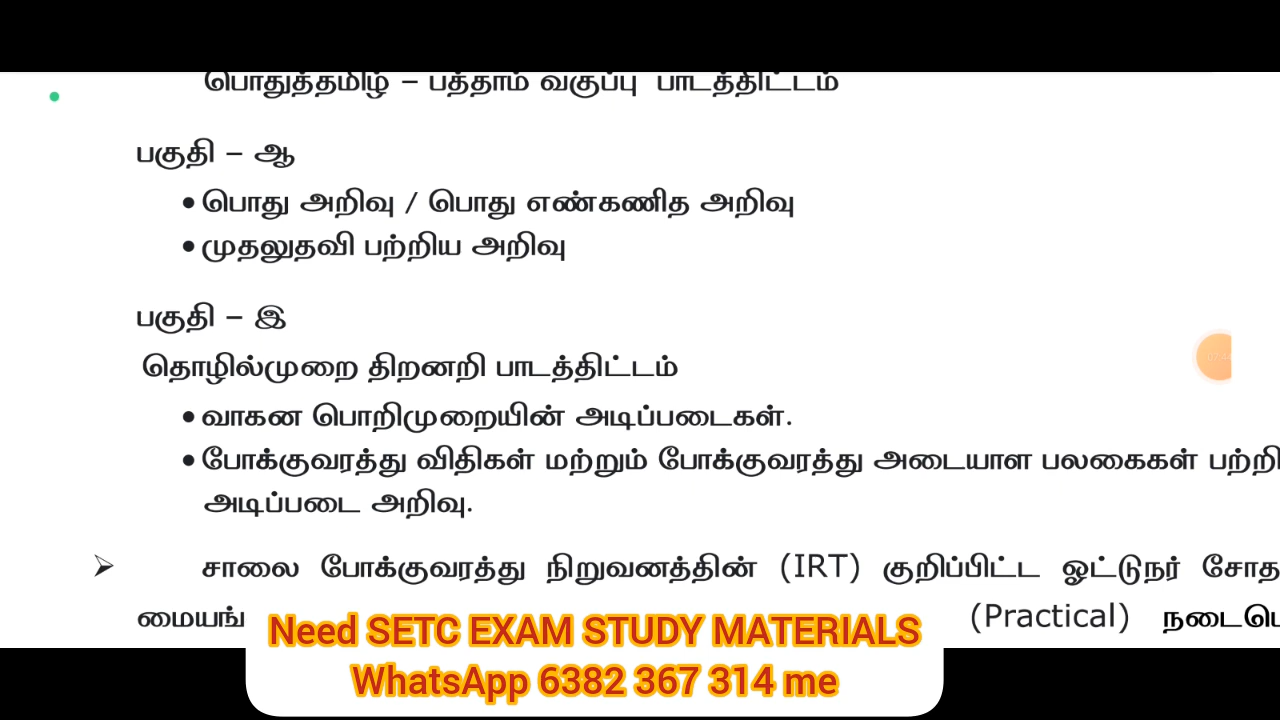 பொதுத்தமிழ் – பத்தாம் வகுப்பு பாடத்திட்டம்
பகுதி – ஆ
• பொது அறிவு / பொது எண்கணித அறிவு
• முதலுதவி பற்றிய அறிவு
பகுதி – இ
தொழில்முறை திறனறி பாடத்திட்டம்
• வாகன பொறிமுறையின் அடிப்படைகள்.
• போக்குவரத்து விதிகள் மற்றும் போக்குவரத்து அடையாள பலகைகள்
அடிப்படை அறிவு.
➢ சாலை போக்குவரத்து நிறுவனத்தின் (IRT) குறிப்பிட்ட ஓட்டுநர்
(Practical)
Need SETC EXAM STUDY MATERIALS
WhatsApp 6382 367 314 me